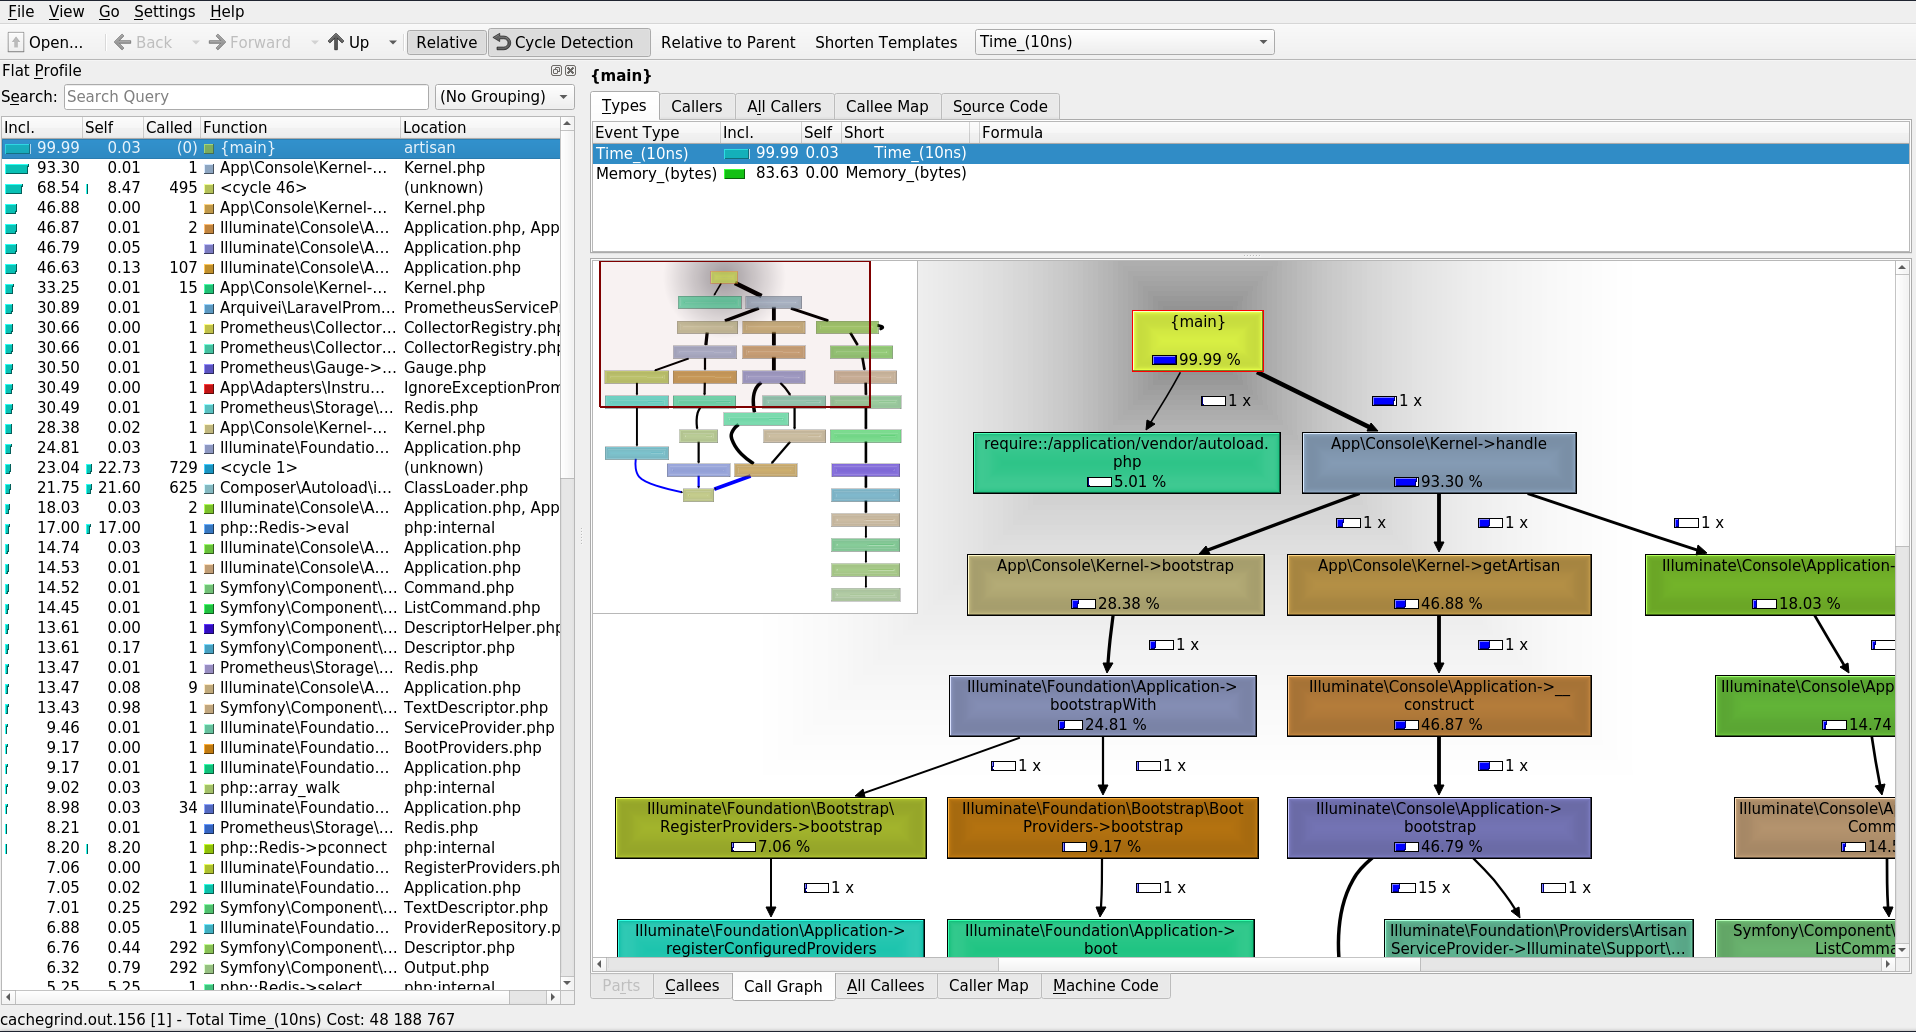 File View Go Settings Help
Open... Back Forward Up Relative Cycle Detection Relative to Parent Shorten Templates Time_(10ns)
Flat Profile
Search: Search Query (No Grouping)
Incl. Self Called Function Location
99.99 0.03 (0) {main} artisan
93.30 0.01 1 App\Console\Kernel-... Kernel.php
68.54 8.47 495 <cycle 46> (unknown)
46.88 0.00 1 App\Console\Kernel-... Kernel.php
46.87 0.01 2 Illuminate\Console\A... Application.php, App
46.79 0.05 1 Illuminate\Console\A... Application.php
46.63 0.13 107 Illuminate\Console\A... Application.php
33.25 0.01 15 App\Console\Kernel-... Kernel.php
30.89 0.01 1 Arquivei\LaravelProm... PrometheusServiceP
30.66 0.00 1 Prometheus\Collector... CollectorRegistry.php
30.66 0.01 1 Prometheus\Collector... CollectorRegistry.php
30.50 0.01 1 Prometheus\Gauge->... Gauge.php
30.49 0.00 1 App\Adapters\Instru... IgnoreExceptionProm
30.49 0.01 1 Prometheus\Storage\... Redis.php
28.38 0.02 1 App\Console\Kernel-... Kernel.php
24.81 0.03 1 Illuminate\Foundatio... Application.php
23.04 22.73 729 <cycle 1> (unknown)
21.75 21.60 625 Composer\Autoload\i... ClassLoader.php
18.03 0.03 2 Illuminate\Console\A... Application.php, App
17.00 17.00 1 php::Redis->eval php:internal
14.74 0.03 1 Illuminate\Console\A... Application.php
14.53 0.01 1 Illuminate\Console\A... Application.php
14.52 0.01 1 Symfony\Component\... Command.php
14.45 0.01 1 Symfony\Component\... ListCommand.php
13.61 0.00 1 Symfony\Component\... DescriptorHelper.php
13.61 0.17 1 Symfony\Component\... Descriptor.php
13.47 0.01 1 Prometheus\Storage\... Redis.php
13.47 0.08 9 Illuminate\Console\A... Application.php
13.43 0.98 1 Symfony\Component\... TextDescriptor.php
9.46 0.01 1 Illuminate\Foundatio... ServiceProvider.php
9.17 0.00 1 Illuminate\Foundatio... BootProviders.php
9.17 0.01 1 Illuminate\Foundatio... Application.php
9.02 0.03 1 php::array_walk php:internal
8.98 0.03 34 Illuminate\Foundatio... Application.php
8.21 0.01 1 Prometheus\Storage\... Redis.php
8.20 8.20 1 php::Redis->pconnect php:internal
7.06 0.00 1 Illuminate\Foundatio... RegisterProviders.ph
7.05 0.02 1 Illuminate\Foundatio... Application.php
7.01 0.25 292 Symfony\Component\... TextDescriptor.php
6.88 0.05 1 Illuminate\Foundatio... ProviderRepository.p
6.76 0.44 292 Symfony\Component\... Descriptor.php
6.32 0.79 292 Symfony\Component\... Output.php
5.25 5.25 1 php::Redis->select php:internal
{main}
Types Callers All Callers Callee Map Source Code
Event Type Incl. Self Short Formula
Time_(10ns) 99.99 0.03 Time_(10ns)
Memory_(bytes) 83.63 0.00 Memory_(bytes)
{main}
99.99 %
1 x 1 x
require::/application/vendor/autoload.
php
5.01 %
App\Console\Kernel->handle
93.30 %
1 x 1 x 1 x
App\Console\Kernel->bootstrap
28.38 %
App\Console\Kernel->getArtisan
46.88 %
Illuminate\Console\Application-
18.03 %
1 x 1 x
Illuminate\Foundation\Application->
bootstrapWith
24.81 %
Illuminate\Console\Application->__
construct
46.87 %
Illuminate\Console\App
14.74
1 x 1 x 1 x
Illuminate\Foundation\Bootstrap\
RegisterProviders->bootstrap
7.06 %
Illuminate\Foundation\Bootstrap\Boot
Providers->bootstrap
9.17 %
Illuminate\Console\Application->
bootstrap
46.79 %
Illuminate\Console\A
Comm
14.5
1 x 1 x 15 x 1 x
Illuminate\Foundation\Application->
registerConfiguredProviders
Illuminate\Foundation\Application->
boot
Illuminate\Foundation\Providers\Artisan
ServiceProvider->Illuminate\Support\...
Symfony\Component\
ListComma
Parts Callees Call Graph All Callees Caller Map Machine Code
cachegrind.out.156 [1] - Total Time_(10ns) Cost: 48 188 767